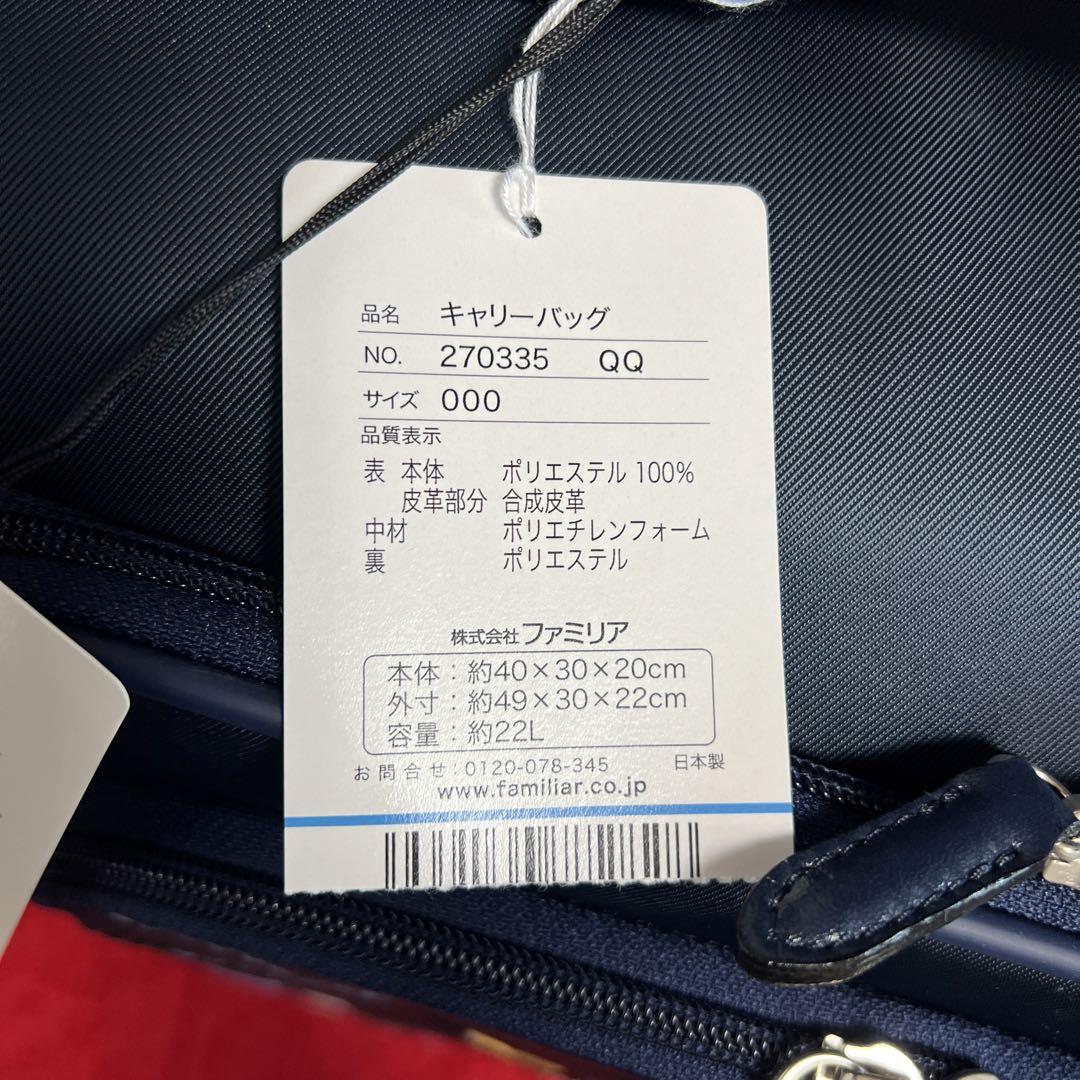 品名 キャリーバッグ
NO. 270335 QQ
サイズ 000
品質表示
表 本体 ポリエステル 100%
皮革部分 合成皮革
中材 ポリエチレンフォーム
裏 ポリエステル
株式会社 ファミリア
本体：約40×30×20cm
外寸：約49×30×22cm
容量：約22L
お問合せ：0120-078-345 日本製
www.familiar.co.jp